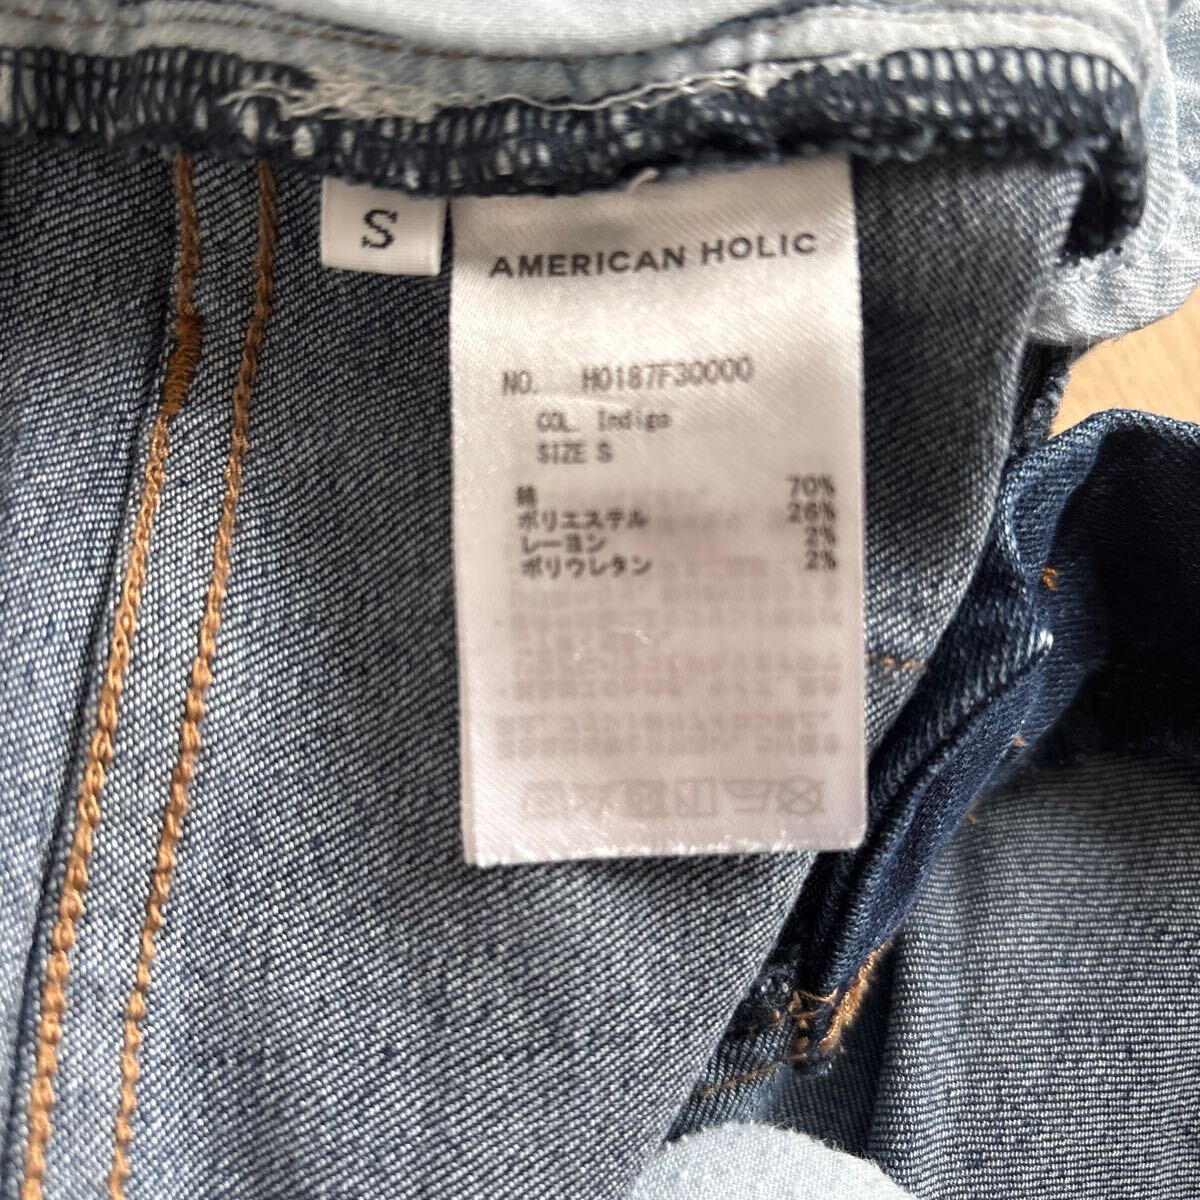 S
AMERICAN HOLIC
NO. H0187F30000
COL. Indigo
SIZE S
綿 70%
ポリエステル 26%
レーヨン 2%
ポリウレタン 2%